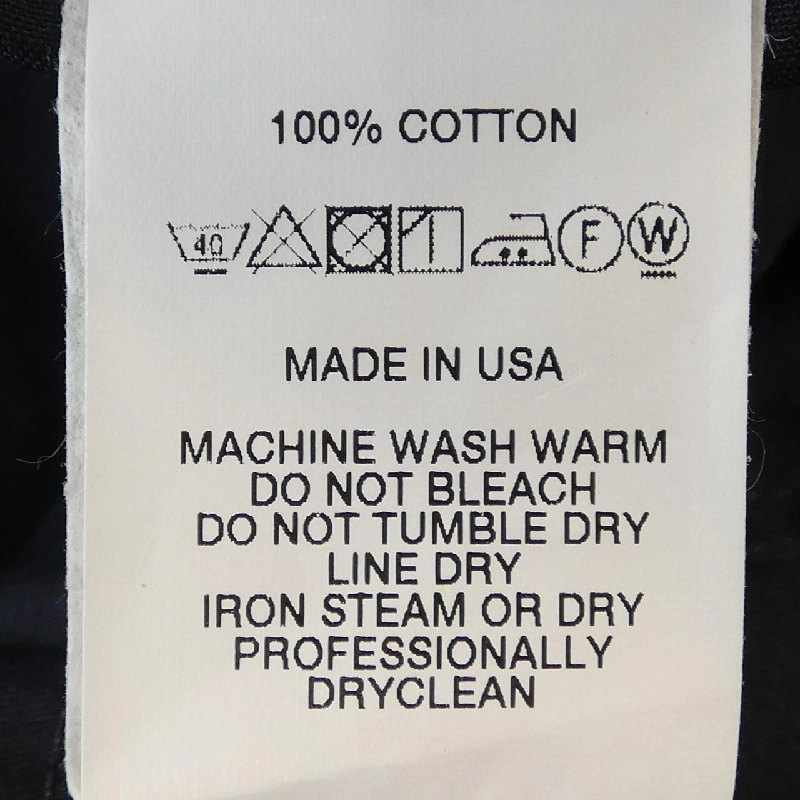 100% COTTON
40 F W
MADE IN USA
MACHINE WASH WARM
DO NOT BLEACH
DO NOT TUMBLE DRY
LINE DRY
IRON STEAM OR DRY
PROFESSIONALLY
DRYCLEAN